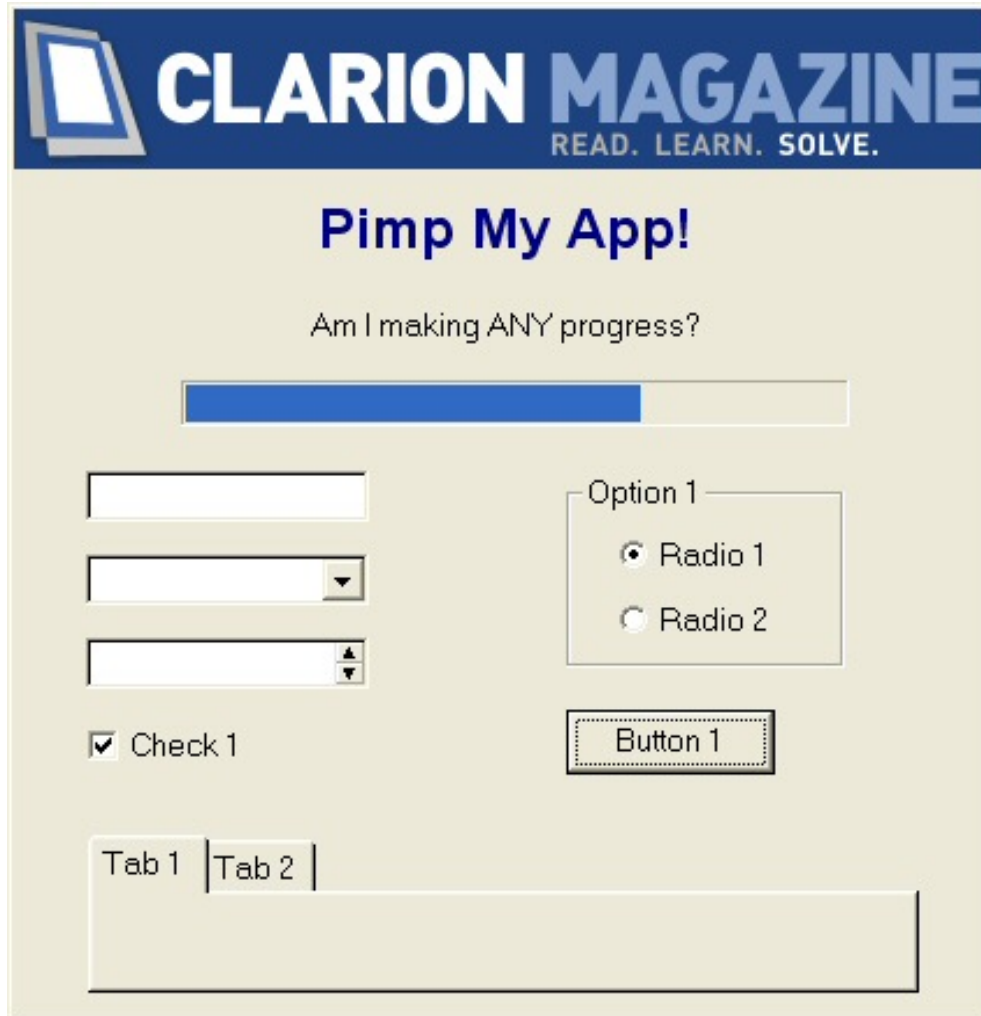 CLARION MAGAZINE
READ. LEARN. SOLVE.
Pimp My App!
Am I making ANY progress?
Option 1
Radio 1
Radio 2
Check 1
Button 1
Tab 1
Tab 2